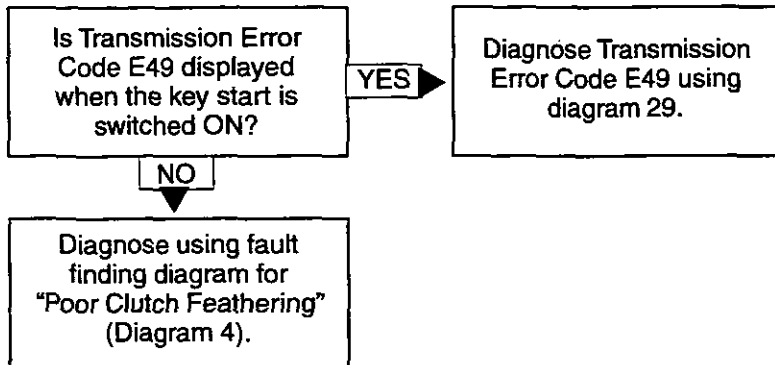 Is Transmission Error
Code E49 displayed
when the key start is
switched ON?
YES
Diagnose Transmission
Error Code E49 using
diagram 29.
NO
Diagnose using fault
finding diagram for
“Poor Clutch Feathering”
(Diagram 4).